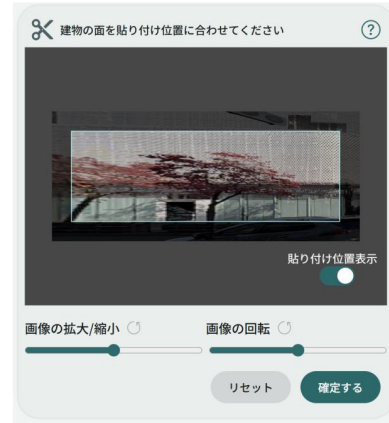 建物の面を貼り付け位置に合わせてください
?
貼り付け位置表示
画像の拡大/縮小
画像の回転
リセット
確定する